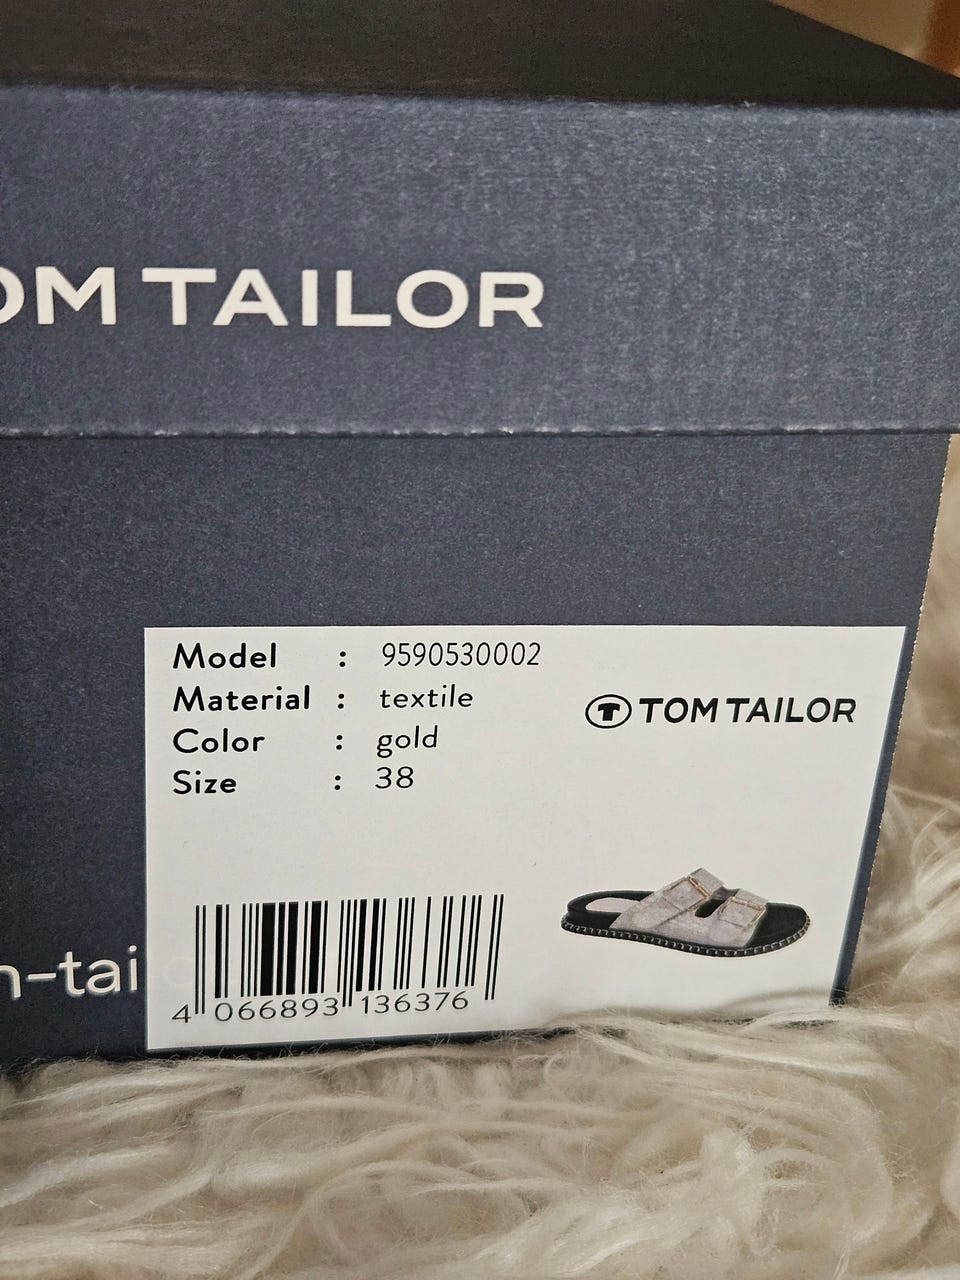 OM TAILOR
Model : 9590530002
Material : textile
Color : gold
Size : 38
TOM TAILOR
n-tai
4 066893 136376